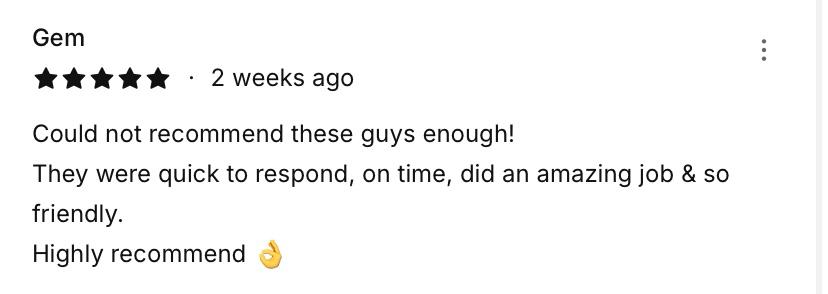 Gem
★★★★★ · 2 weeks ago
Could not recommend these guys enough!
They were quick to respond, on time, did an amazing job & so
friendly.
Highly recommend 👌